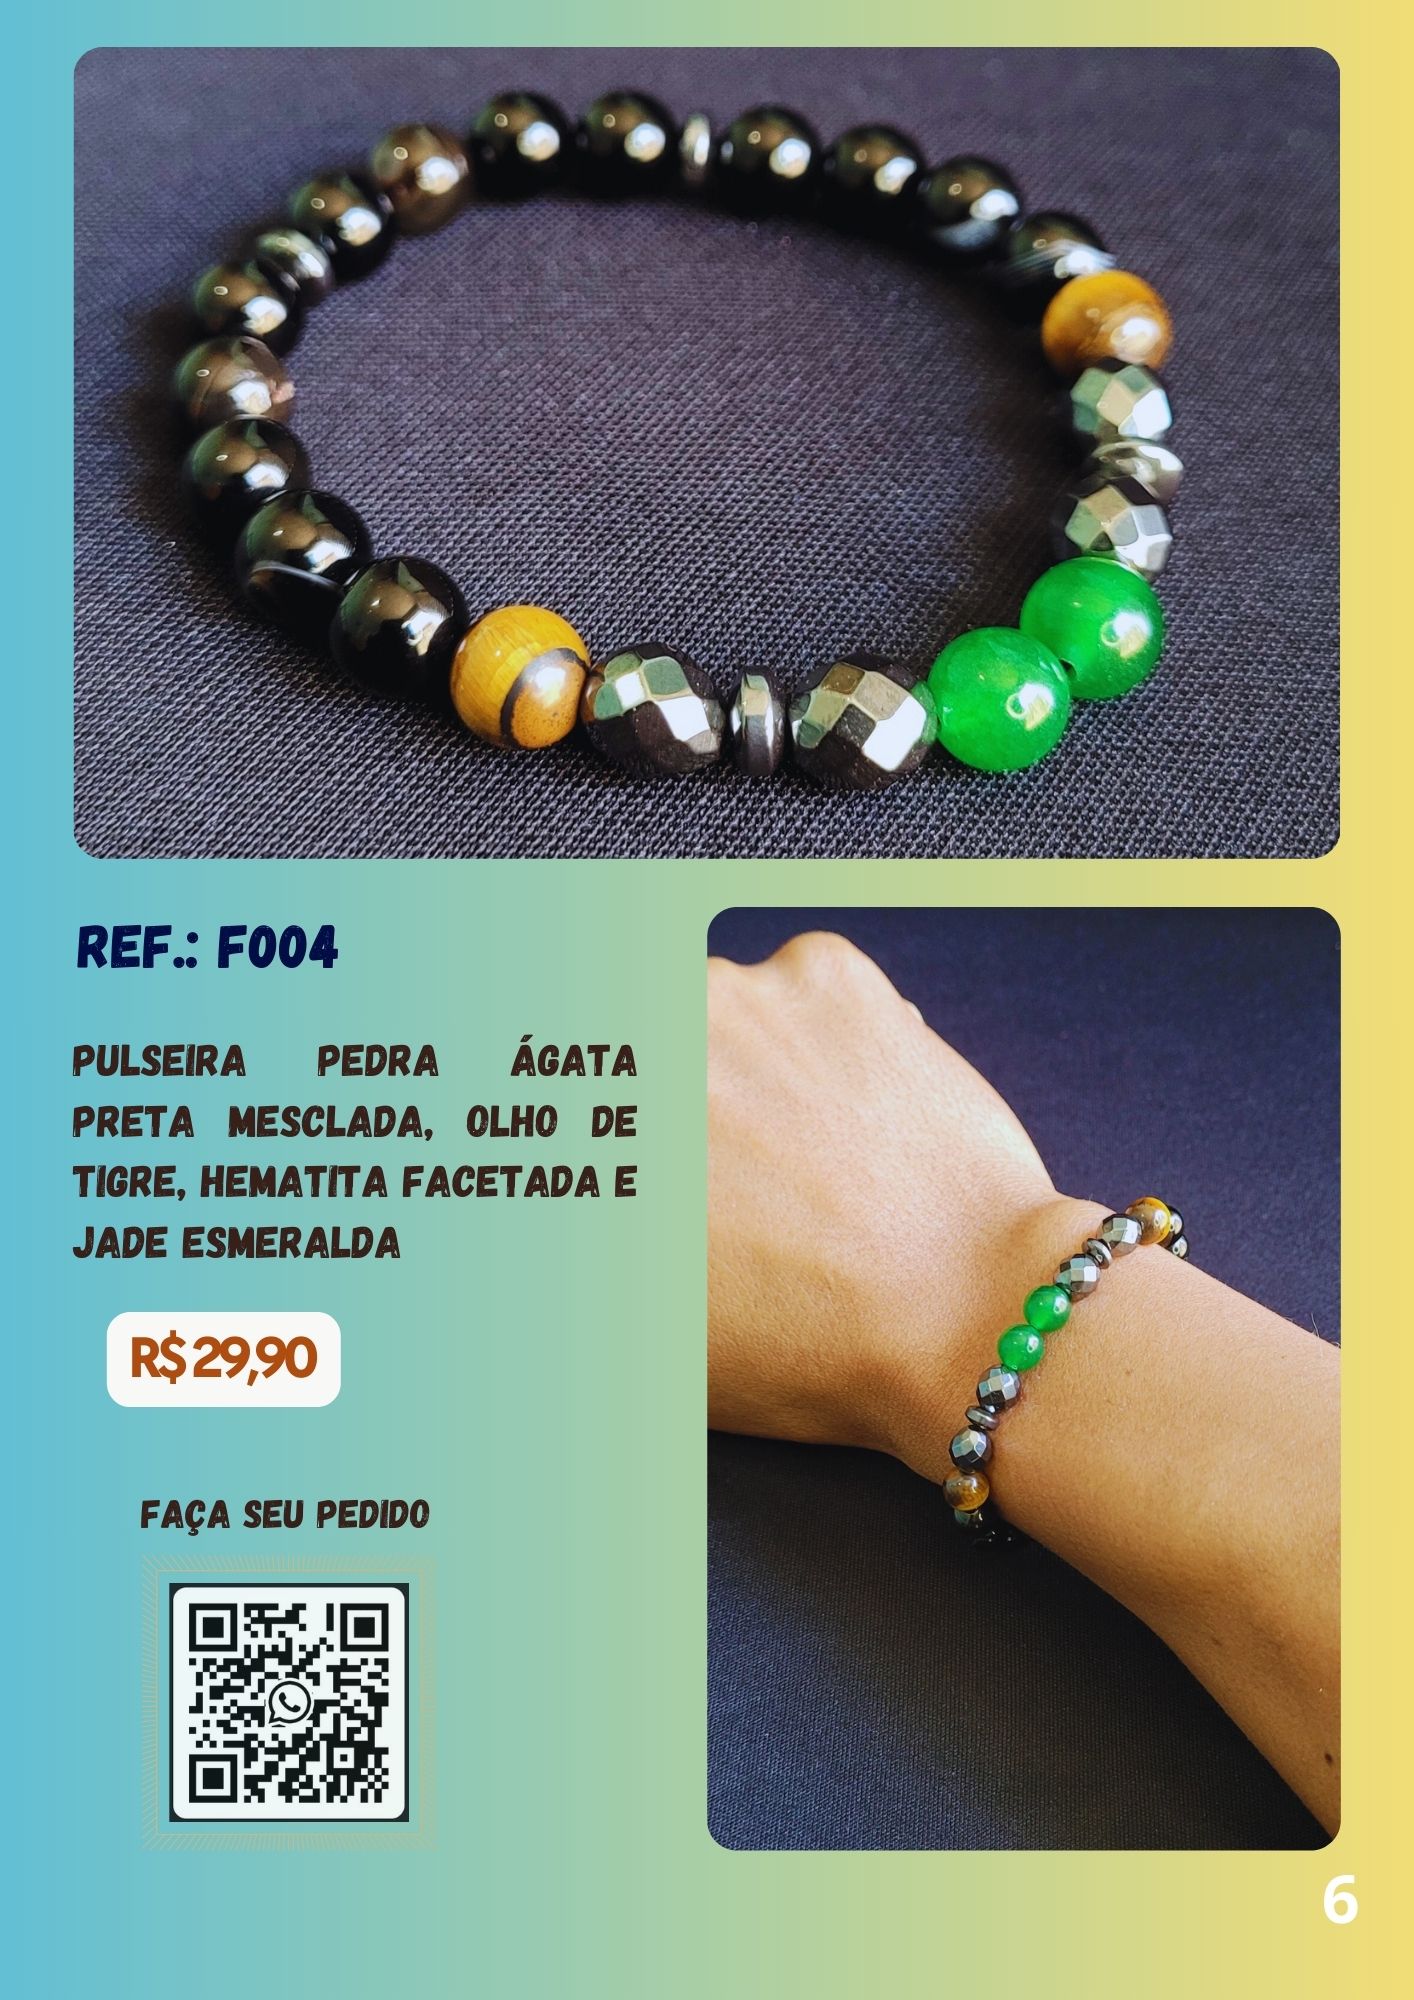 REF.: F004
PULSEIRA PEDRA ÁGATA
PRETA MESCLADA, OLHO DE
TIGRE, HEMATITA FACETADA E
JADE ESMERALDA
R$ 29,90
FAÇA SEU PEDIDO
6